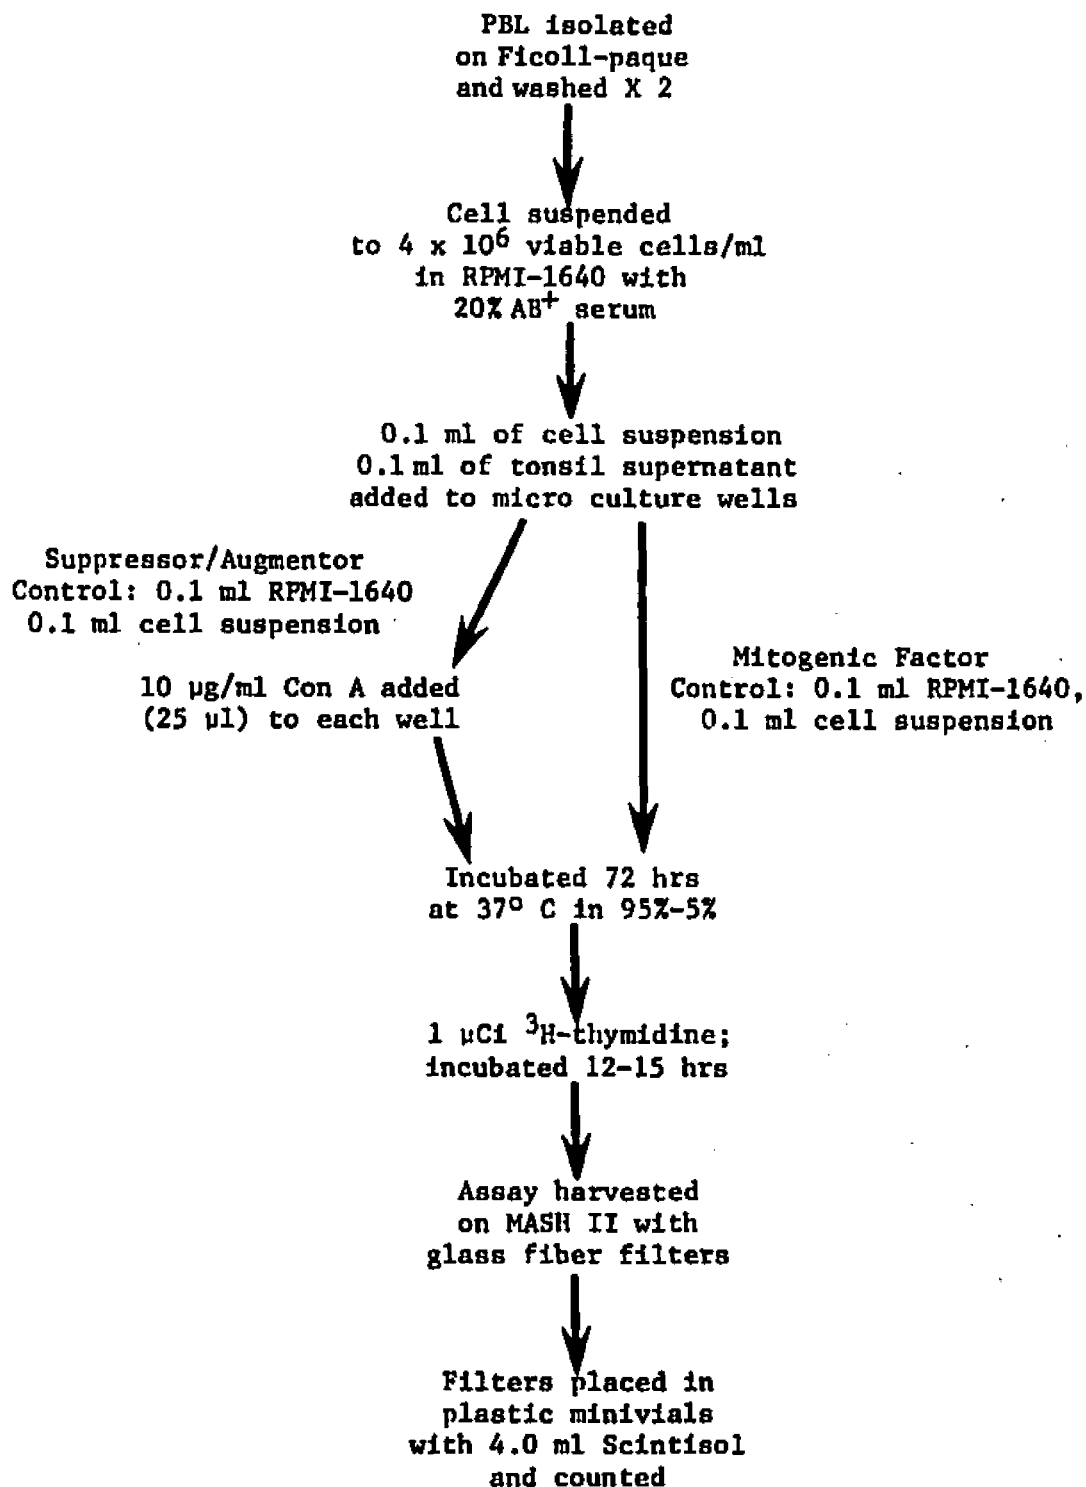 PBL isolated
on Ficoll-paque
and washed X 2
Cell suspended
to 4 x 10⁶ viable cells/ml
in RPMI-1640 with
20% AB⁺ serum
0.1 ml of cell suspension
0.1 ml of tonsil supernatant
added to micro culture wells
Suppressor/Augmentor
Control: 0.1 ml RPMI-1640
0.1 ml cell suspension
10 µg/ml Con A added
(25 µl) to each well
Mitogenic Factor
Control: 0.1 ml RPMI-1640,
0.1 ml cell suspension
Incubated 72 hrs
at 37º C in 95%-5%
1 µCi ³H-thymidine;
incubated 12-15 hrs
Assay harvested
on MASH II with
glass fiber filters
Filters placed in
plastic minivials
with 4.0 ml Scintisol
and counted